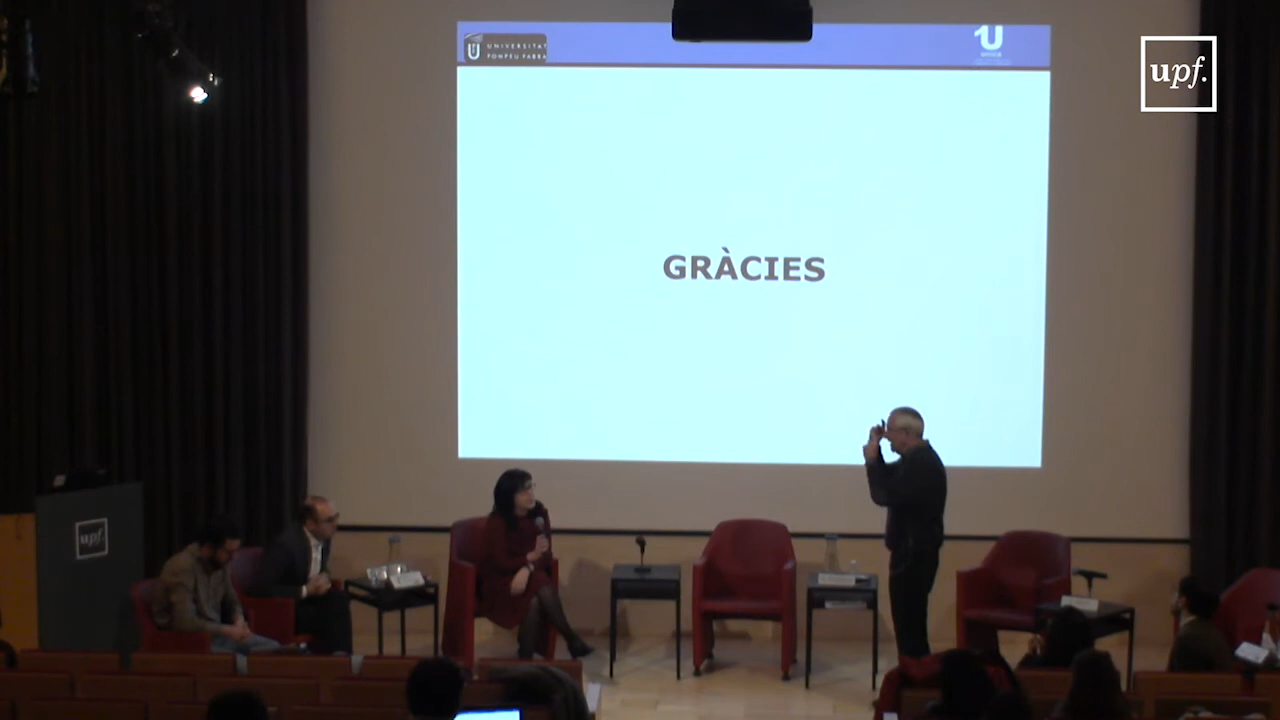 UNIVERSITAT
POMPEU FABRA
U
upf.
GRÀCIES
upf.